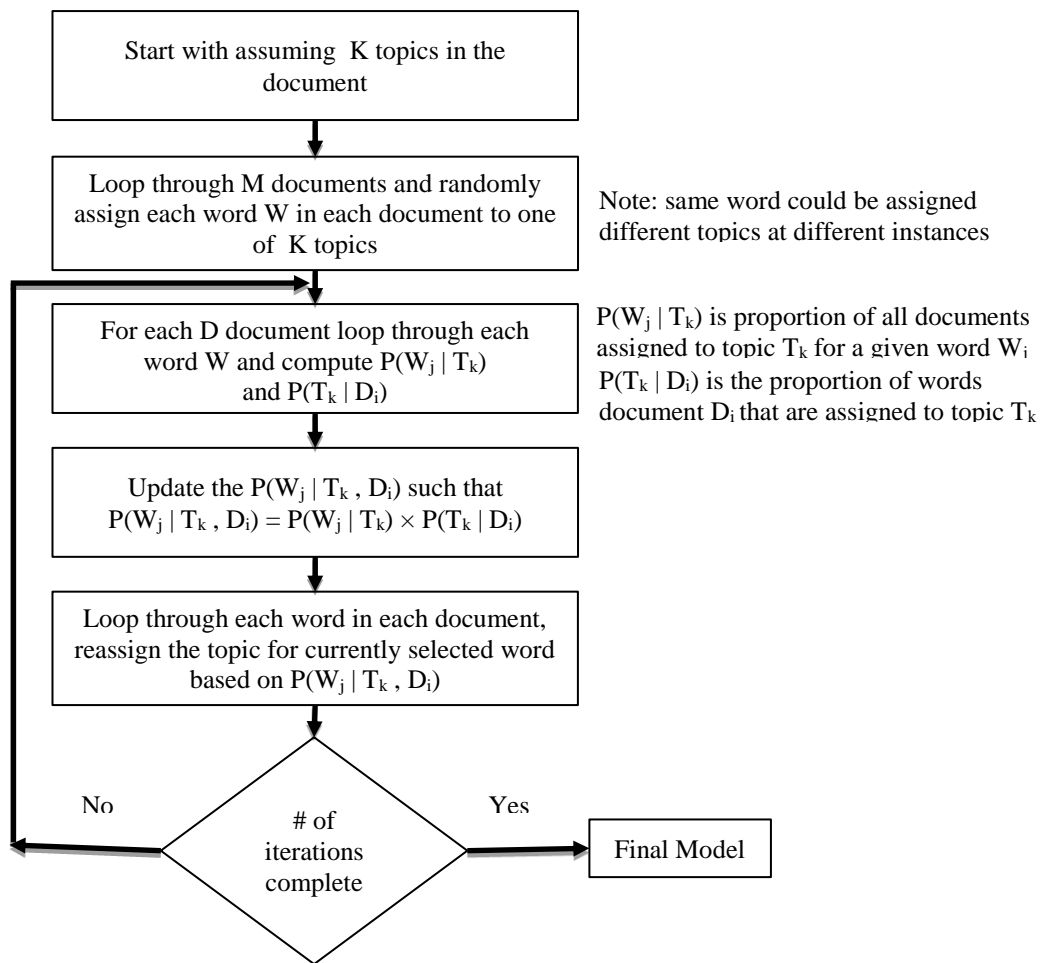 Start with assuming K topics in the
document
Loop through M documents and randomly
assign each word W in each document to one
of K topics
Note: same word could be assigned
different topics at different instances
For each D document loop through each
word W and compute P(Wj | Tk)
and P(Tk | Di)
P(Wj | Tk) is proportion of all documents
assigned to topic Tk for a given word Wj
P(Tk | Di) is the proportion of words
document Di that are assigned to topic Tk
Update the P(Wj | Tk , Di) such that
P(Wj | Tk , Di) = P(Wj | Tk) × P(Tk | Di)
Loop through each word in each document,
reassign the topic for currently selected word
based on P(Wj | Tk , Di)
No
Yes
# of
iterations
complete
Final Model